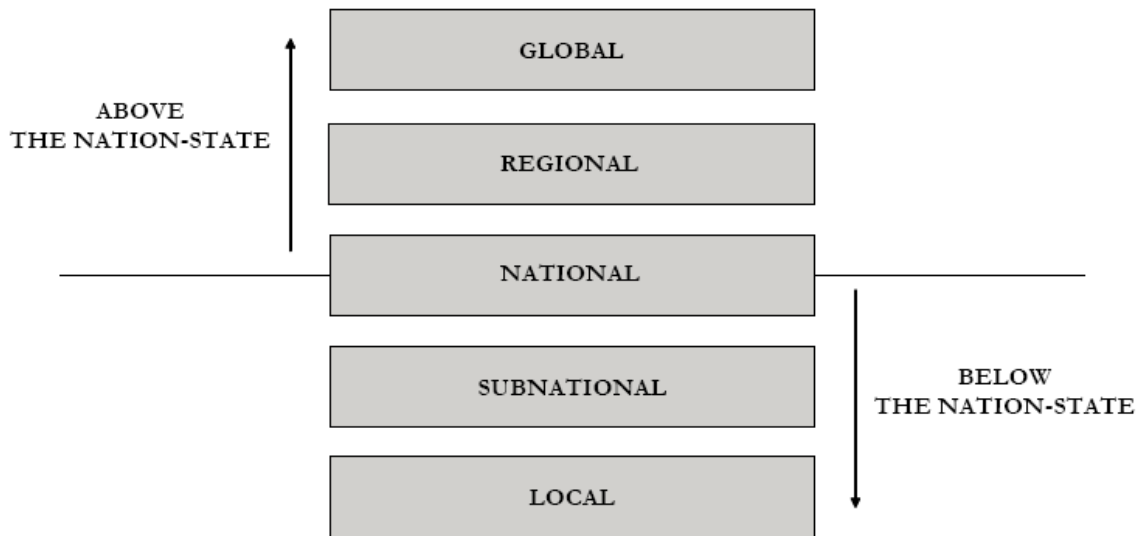 GLOBAL
ABOVE
THE NATION-STATE
REGIONAL
NATIONAL
SUBNATIONAL
BELOW
THE NATION-STATE
LOCAL